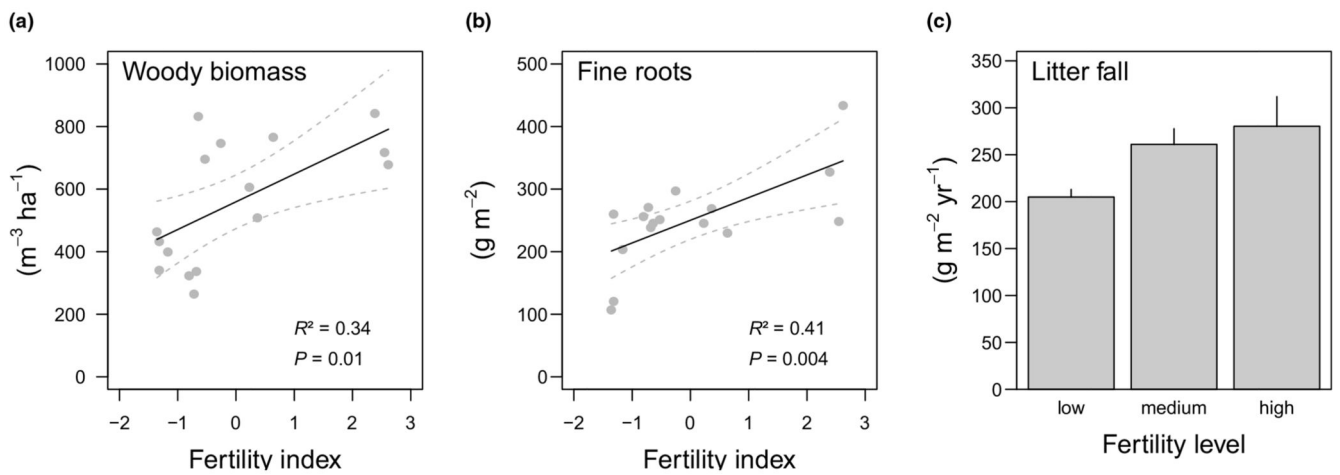 (a)
Woody biomass
(m⁻³ ha⁻¹)
1000
800
600
400
200
0
R² = 0.34
P = 0.01
−2 −1 0 1 2 3
Fertility index
(b)
Fine roots
(g m⁻²)
500
400
300
200
100
0
R² = 0.41
P = 0.004
−2 −1 0 1 2 3
Fertility index
(c)
Litter fall
(g m⁻² yr⁻¹)
350
300
250
200
150
100
50
0
low medium high
Fertility level